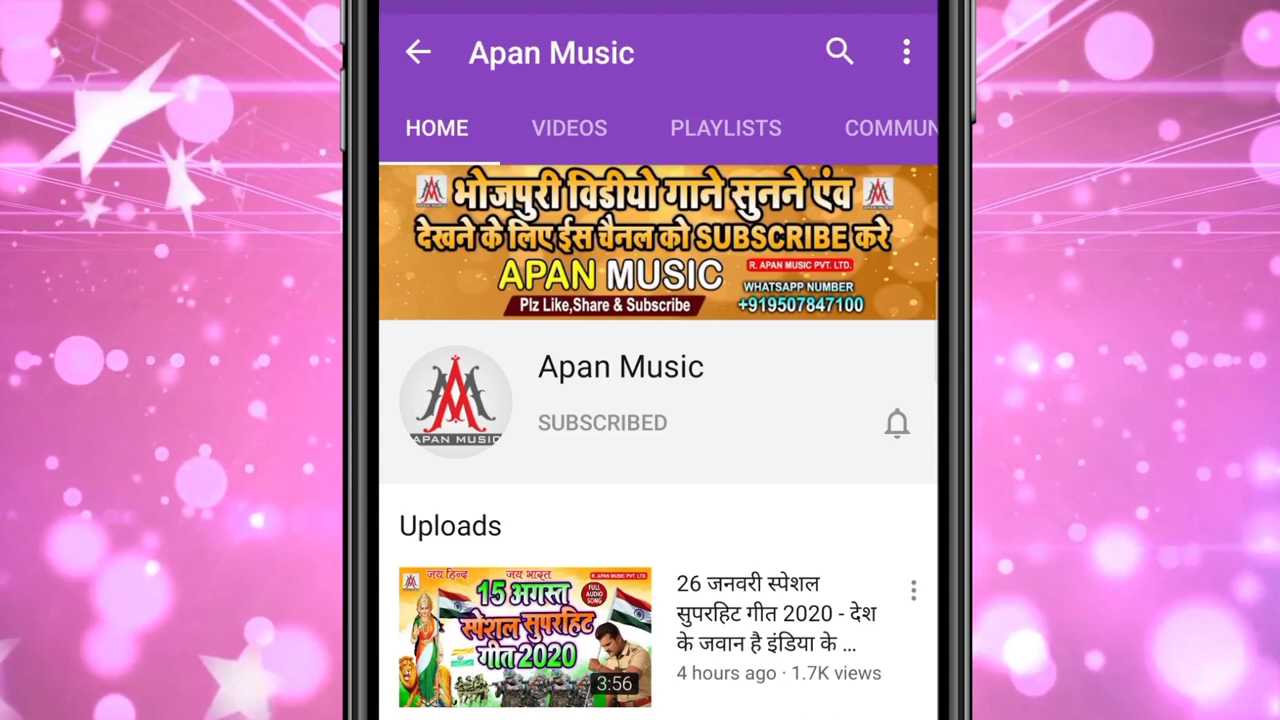 Apan Music
HOME VIDEOS PLAYLISTS COMMUN
भोजपुरी विडीयो गाने सुनने एंव
देखने के लिए ईस चैनल को SUBSCRIBE करे
APAN MUSIC
R. APAN MUSIC PVT. LTD.
Plz Like,Share & Subscribe
WHATSAPP NUMBER
+919507847100
Apan Music
SUBSCRIBED
APAN MUSIC
Uploads
जय हिन्द जय भारत
R. APAN MUSIC PVT. LTD
15 अगस्त
FULL
AUDIO
SONG
स्पेशल सुपरहिट
गीत 2020
3:56
26 जनवरी स्पेशल
सुपरहिट गीत 2020 - देश
के जवान है इंडिया के ...
4 hours ago · 1.7K views